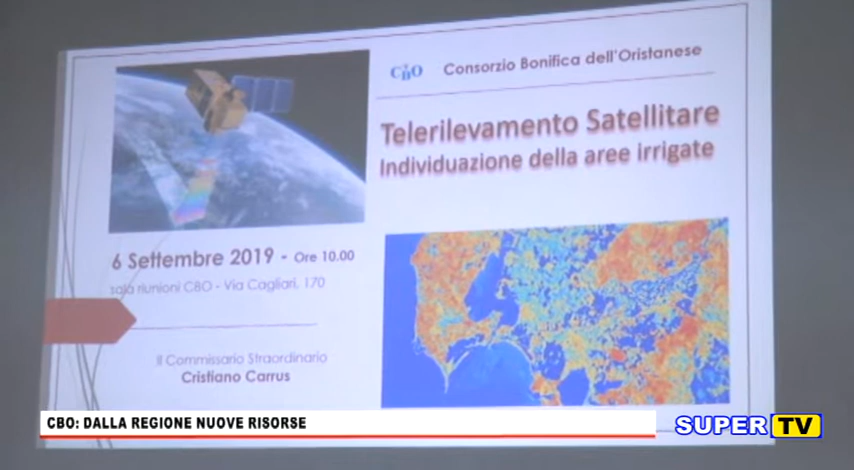 CBO Consorzio Bonifica dell'Oristanese
Telerilevamento Satellitare
Individuazione della aree irrigate
6 Settembre 2019 - Ore 10.00
sala riunioni CBO - Via Cagliari, 170
Il Commissario Straordinario
Cristiano Carrus
CBO: DALLA REGIONE NUOVE RISORSE
SUPER TV